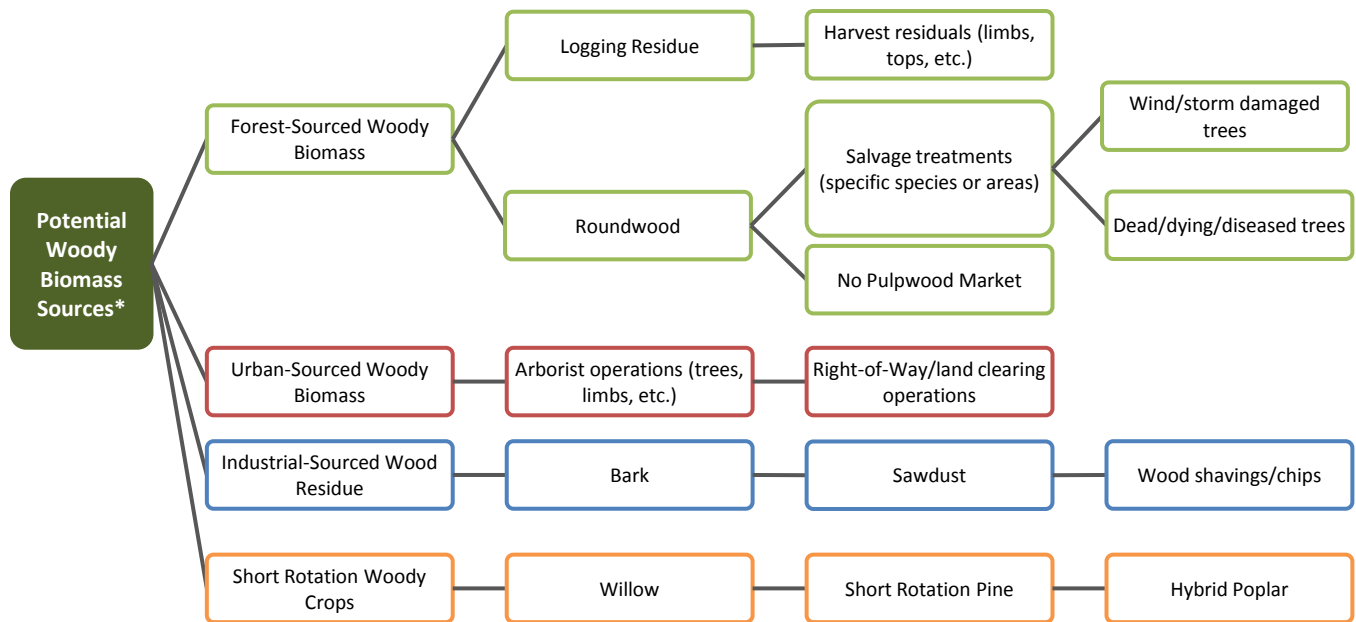 Potential
Woody
Biomass
Sources*
Forest-Sourced Woody
Biomass
Logging Residue
Harvest residuals (limbs,
tops, etc.)
Roundwood
Salvage treatments
(specific species or areas)
Wind/storm damaged
trees
Dead/dying/diseased trees
No Pulpwood Market
Urban-Sourced Woody
Biomass
Arborist operations (trees,
limbs, etc.)
Right-of-Way/land clearing
operations
Industrial-Sourced Wood
Residue
Bark
Sawdust
Wood shavings/chips
Short Rotation Woody
Crops
Willow
Short Rotation Pine
Hybrid Poplar